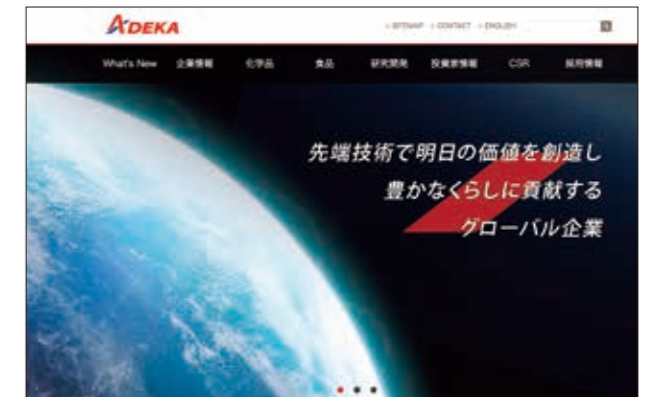 ADEKA
SITEMAP CONTACT ENGLISH
What's New 企業情報 化学品 食品 研究開発 投資家情報 CSR 採用情報
先端技術で明日の価値を創造し
豊かなくらしに貢献する
グローバル企業